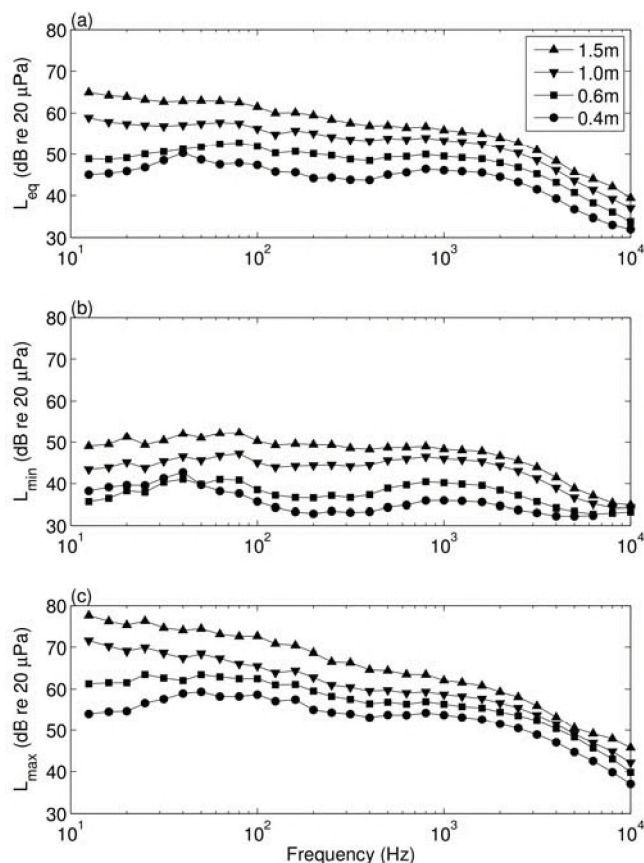 (a)
80
70
60
50
40
30
L_eq (dB re 20 μPa)
1.5m
1.0m
0.6m
0.4m
10^1 10^2 10^3 10^4
(b)
80
70
60
50
40
30
L_min (dB re 20 μPa)
10^1 10^2 10^3 10^4
(c)
80
70
60
50
40
30
L_max (dB re 20 μPa)
10^1 10^2 10^3 10^4
Frequency (Hz)